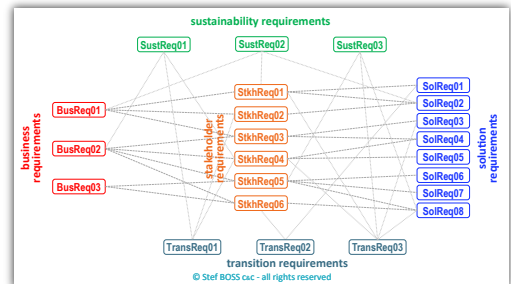 sustainability requirements
SustReq01
SustReq02
SustReq03
business
requirements
BusReq01
BusReq02
BusReq03
stakeholder
requirements
StkhReq01
StkhReq02
StkhReq03
StkhReq04
StkhReq05
StkhReq06
SolReq01
SolReq02
SolReq03
SolReq04
SolReq05
SolReq06
SolReq07
SolReq08
solution
requirements
TransReq01
TransReq02
TransReq03
transition requirements
© Stef BOSS C&C - all rights reserved